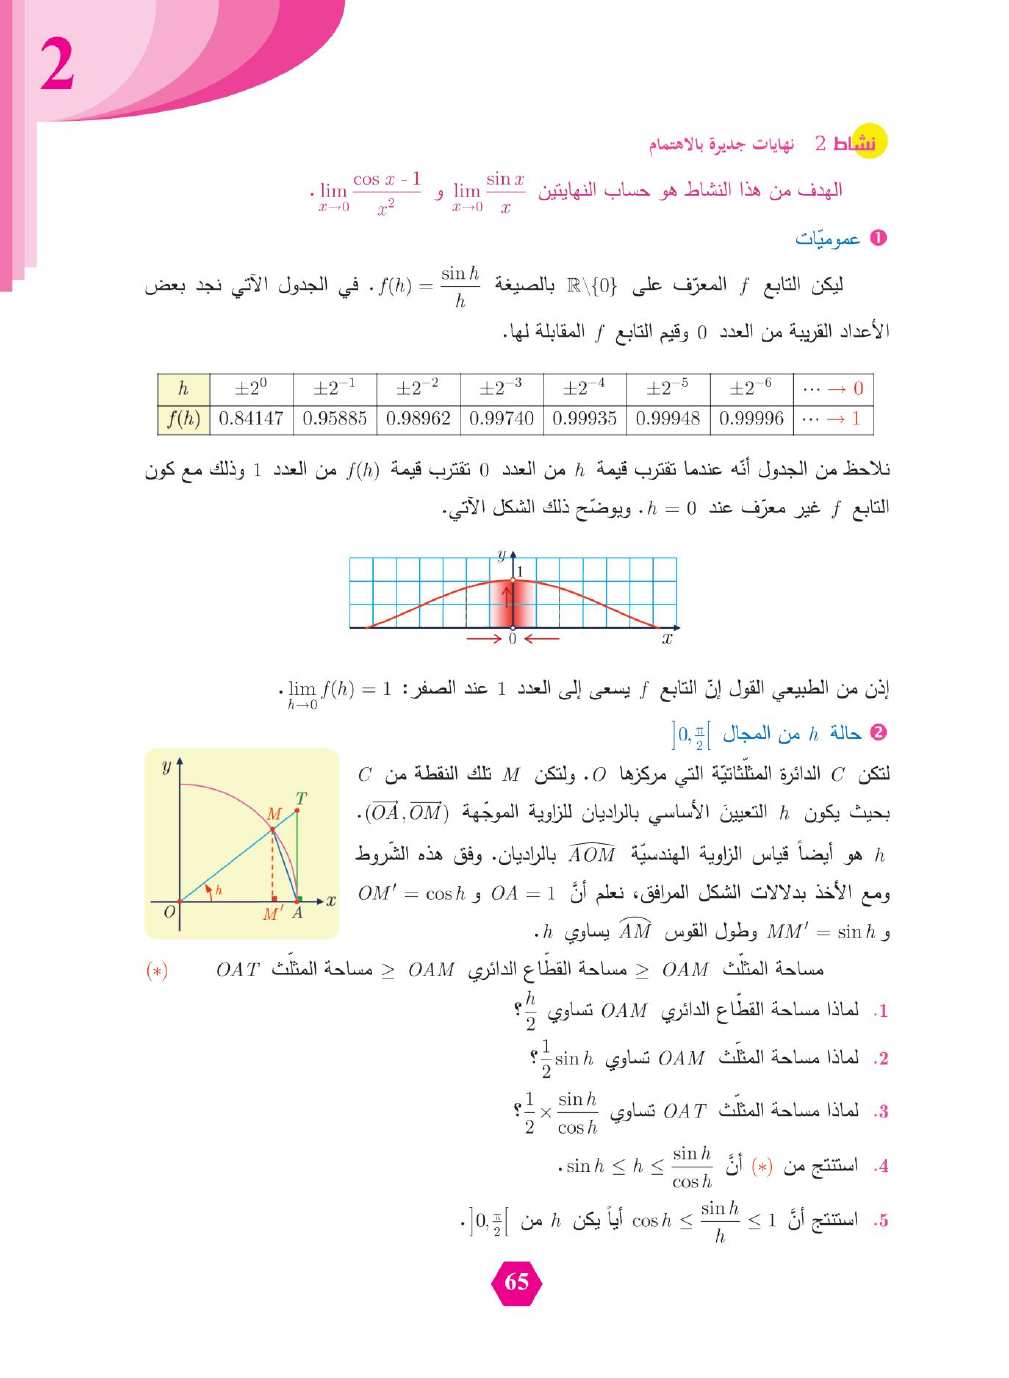 2
نشاط 2 نهايات جديرة بالاهتمام
الهدف من هذا النشاط هو حساب النهايتين lim_{x→0} sin x / x و lim_{x→0} (cos x - 1) / x².
❶ عموميّات
ليكن التابع f المعرّف على ℝ\{0} بالصيغة f(h) = sin h / h. في الجدول الآتي نجد بعض
الأعداد القريبة من العدد 0 وقيم التابع f المقابلة لها.
h ±2⁰ ±2⁻¹ ±2⁻² ±2⁻³ ±2⁻⁴ ±2⁻⁵ ±2⁻⁶ ⋯ → 0
f(h) 0.84147 0.95885 0.98962 0.99740 0.99935 0.99948 0.99996 ⋯ → 1
نلاحظ من الجدول أنّه عندما تقترب قيمة h من العدد 0 تقترب قيمة f(h) من العدد 1 وذلك مع كون
التابع f غير معرّف عند h = 0. ويوضّح ذلك الشكل الآتي.
y
1
0
x
إذن من الطبيعي القول إنّ التابع f يسعى إلى العدد 1 عند الصفر: lim_{h→0} f(h) = 1.
❷ حالة h من المجال ]0, π/2[
لتكن C الدائرة المثلّثاتيّة التي مركزها O. ولتكن M تلك النقطة من C
بحيث يكون h التعيينَ الأساسي بالراديان للزاوية الموجّهة (OA, OM).
h هو أيضاً قياس الزاوية الهندسيّة AOM بالراديان. وفق هذه الشّروط
ومع الأخذ بدلالات الشكل المرافق، نعلم أنَّ OA = 1 و OM′ = cos h
و MM′ = sin h وطول القوس AM يساوي h.
y
T
M
h
O
M′
A
x
مساحة المثلّث OAM ≥ مساحة القطّاع الدائري OAM ≥ مساحة المثلّث OAT (*)
1. لماذا مساحة القطّاع الدائري OAM تساوي h/2؟
2. لماذا مساحة المثلّث OAM تساوي 1/2 sin h؟
3. لماذا مساحة المثلّث OAT تساوي 1/2 × sin h / cos h؟
4. استنتج من (*) أنَّ sin h ≤ h ≤ sin h / cos h.
5. استنتج أنَّ cos h ≤ sin h / h ≤ 1 أياً يكن h من ]0, π/2[.
65